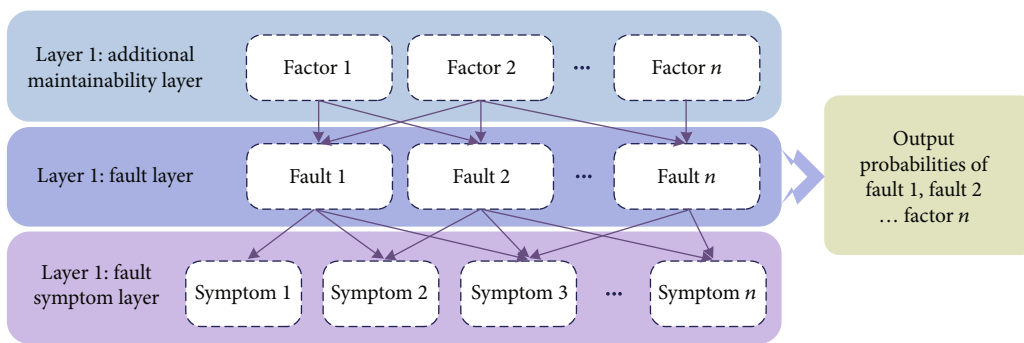 Layer 1: additional
maintainability layer
Factor 1
Factor 2
...
Factor n
Layer 1: fault layer
Fault 1
Fault 2
...
Fault n
Layer 1: fault
symptom layer
Symptom 1
Symptom 2
Symptom 3
...
Symptom n
Output
probabilities of
fault 1, fault 2
... factor n